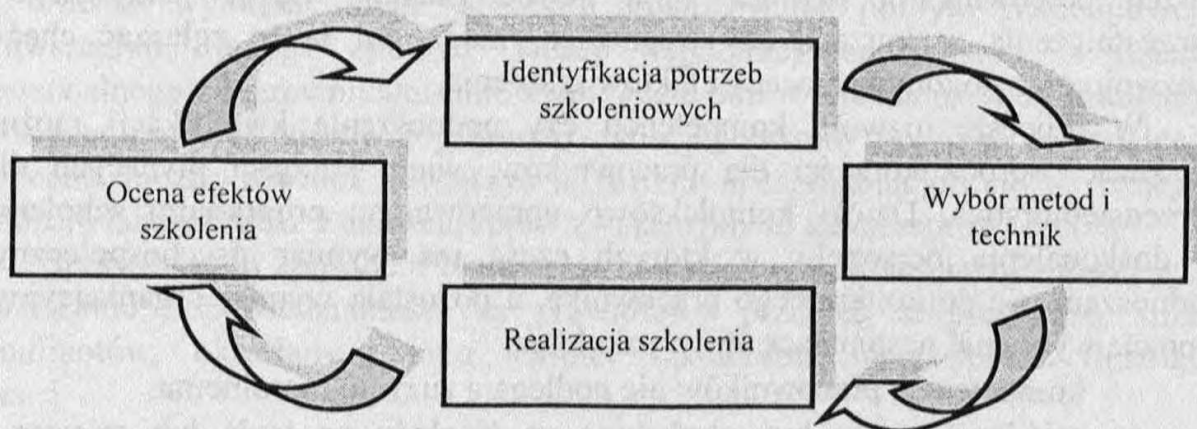 Identyfikacja potrzeb
szkoleniowych
Wybór metod i
technik
Realizacja szkolenia
Ocena efektów
szkolenia